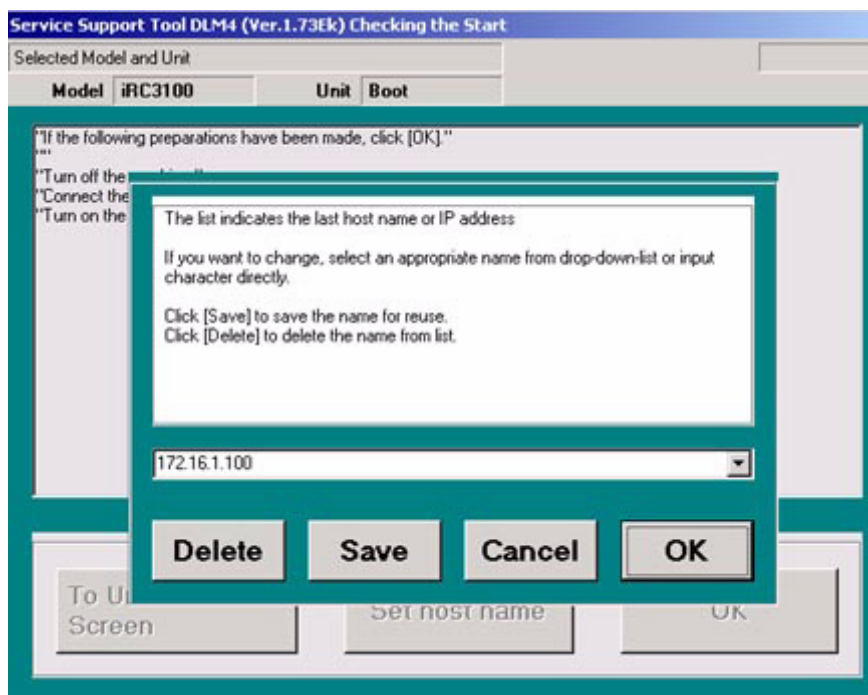 Service Support Tool DLM4 (Ver.1.73Ek) Checking the Start
Selected Model and Unit
Model iRC3100 Unit Boot
"If the following preparations have been made, click [OK]."
""
"Turn off the
"Connect the
"Turn on the
The list indicates the last host name or IP address
If you want to change, select an appropriate name from drop-down-list or input
character directly.
Click [Save] to save the name for reuse.
Click [Delete] to delete the name from list.
172.16.1.100
Delete Save Cancel OK
To
Screen
Set host name
OK